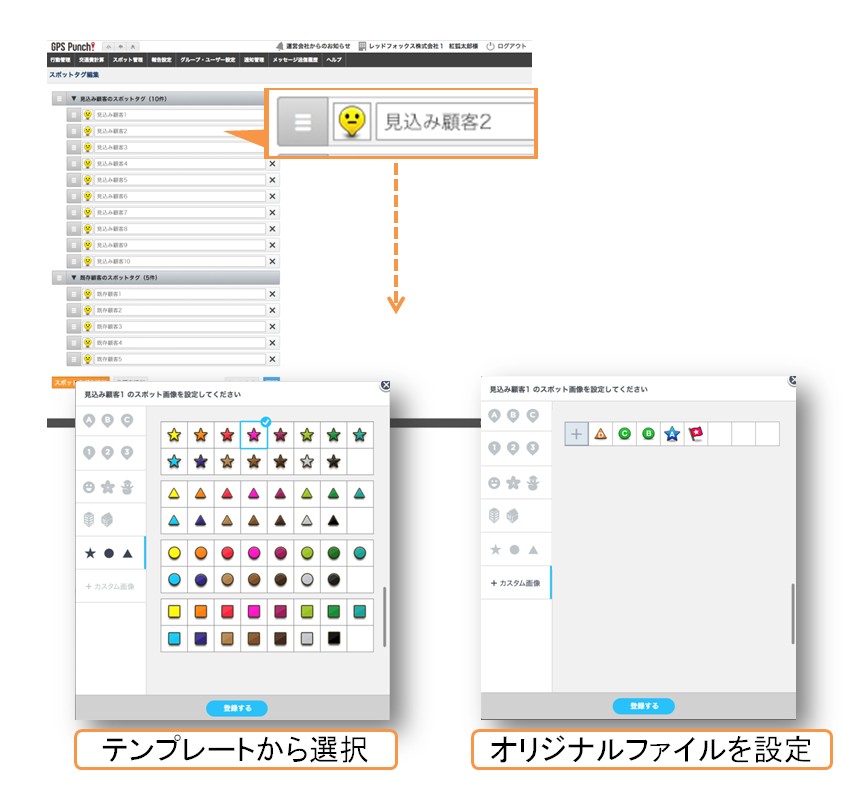 GPS Punch!
運営会社からのお知らせ
レッドフォックス株式会社1 紅狐太郎様
ログアウト
行動管理 交通費計算 スポット管理 報告設定 グループ・ユーザー設定 通知管理 メッセージ送信履歴 ヘルプ
スポットタグ編集
▼ 見込み顧客のスポットタグ（10件）
見込み顧客1
見込み顧客2
見込み顧客3
見込み顧客4
見込み顧客5
見込み顧客6
見込み顧客7
見込み顧客8
見込み顧客9
見込み顧客10
見込み顧客2
▼ 既存顧客のスポットタグ（5件）
既存顧客1
既存顧客2
既存顧客3
既存顧客4
既存顧客5
見込み顧客1 のスポット画像を設定してください
A B C
1 2 3
★ ● ▲
+ カスタム画像
登録する
テンプレートから選択
見込み顧客1 のスポット画像を設定してください
A B C
1 2 3
★ ● ▲
+ カスタム画像
C B
登録する
オリジナルファイルを設定